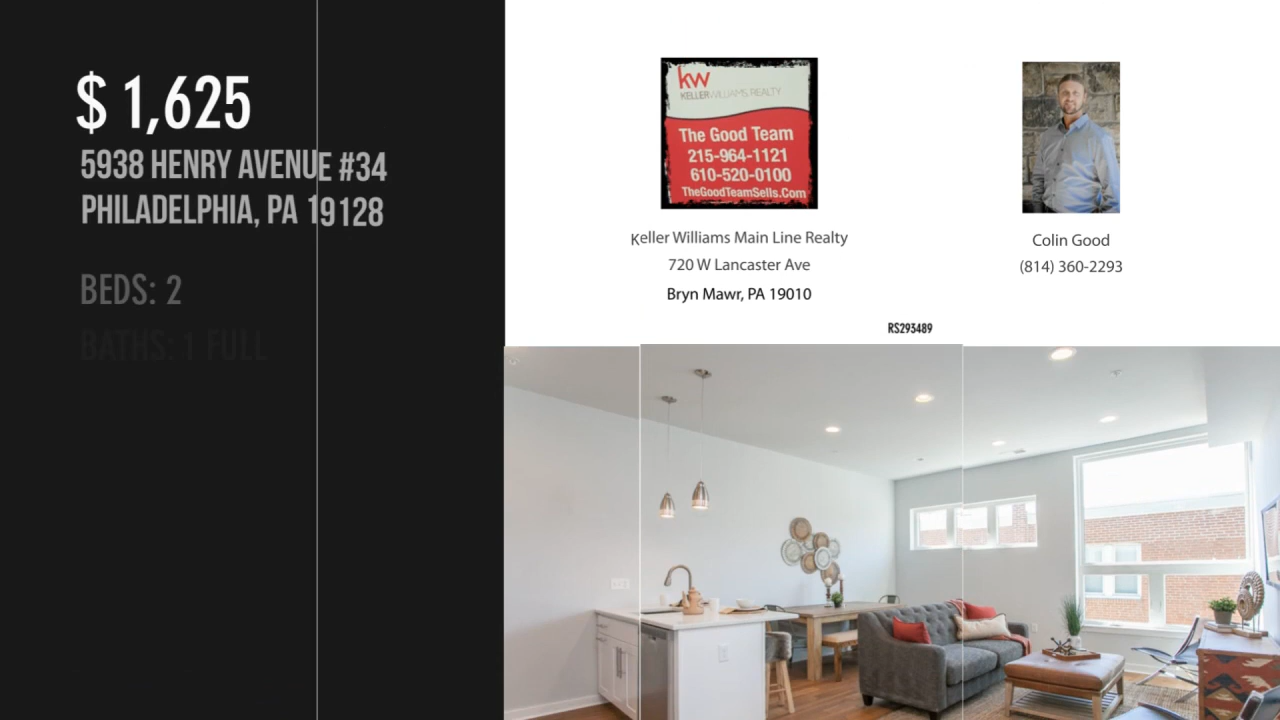 $ 1,625
5938 HENRY AVENUE #34
PHILADELPHIA, PA 19128
BEDS: 2
BATHS: 1 FULL
kw
KELLERWILLIAMS REALTY
The Good Team
215-964-1121
610-520-0100
TheGoodTeamSells.Com
Keller Williams Main Line Realty
720 W Lancaster Ave
Bryn Mawr, PA 19010
Colin Good
(814) 360-2293
RS293489